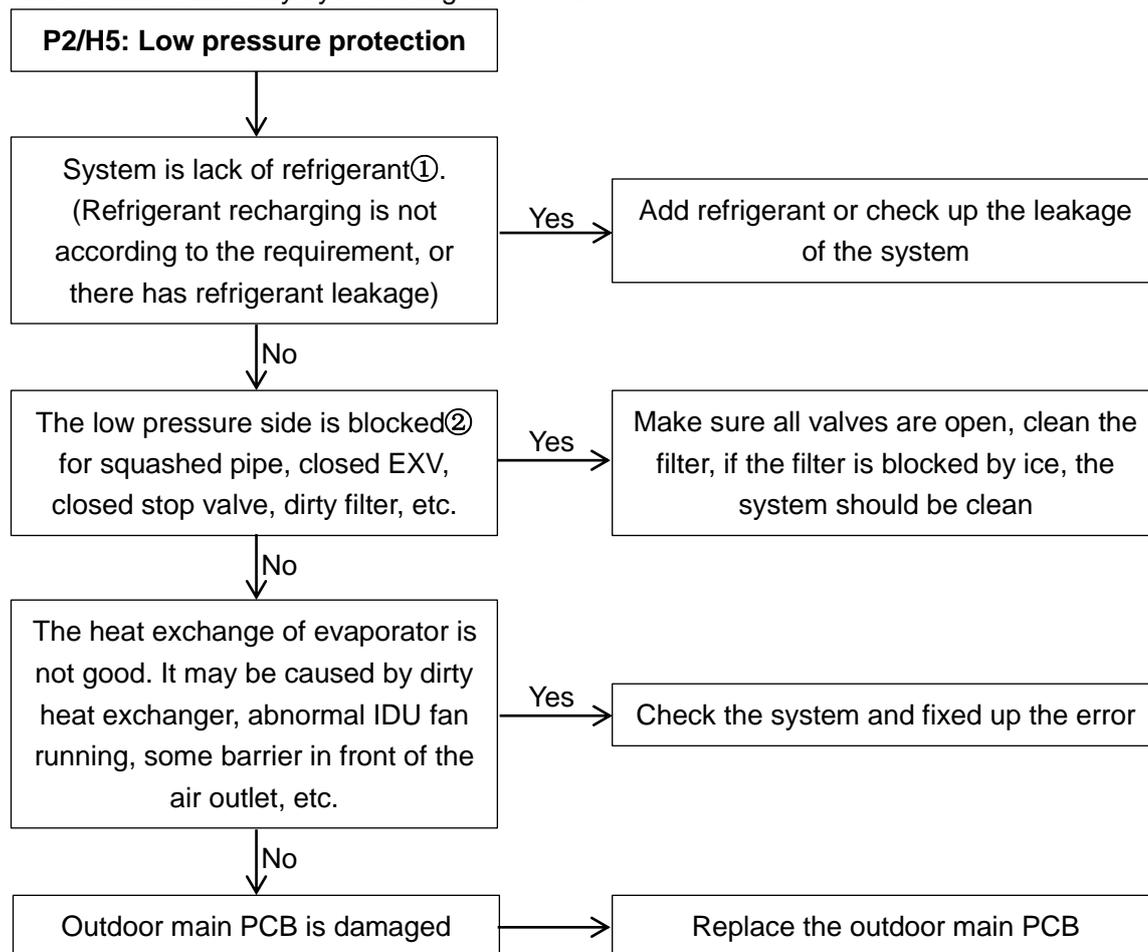 P2/H5: Low pressure protection
System is lack of refrigerant①.
(Refrigerant recharging is not
according to the requirement, or
there has refrigerant leakage)
Yes
Add refrigerant or check up the leakage
of the system
No
The low pressure side is blocked②
for squashed pipe, closed EXV,
closed stop valve, dirty filter, etc.
Yes
Make sure all valves are open, clean the
filter, if the filter is blocked by ice, the
system should be clean
No
The heat exchange of evaporator is
not good. It may be caused by dirty
heat exchanger, abnormal IDU fan
running, some barrier in front of the
air outlet, etc.
Yes
Check the system and fixed up the error
No
Outdoor main PCB is damaged
Replace the outdoor main PCB